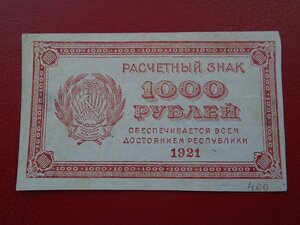 РАСЧЕТНЫЙ ЗНАК
1000
РУБЛЕЙ
ОБЕСПЕЧИВАЕТСЯ ВСЕМ
ДОСТОЯНИЕМ РЕСПУБЛИКИ
1921
400